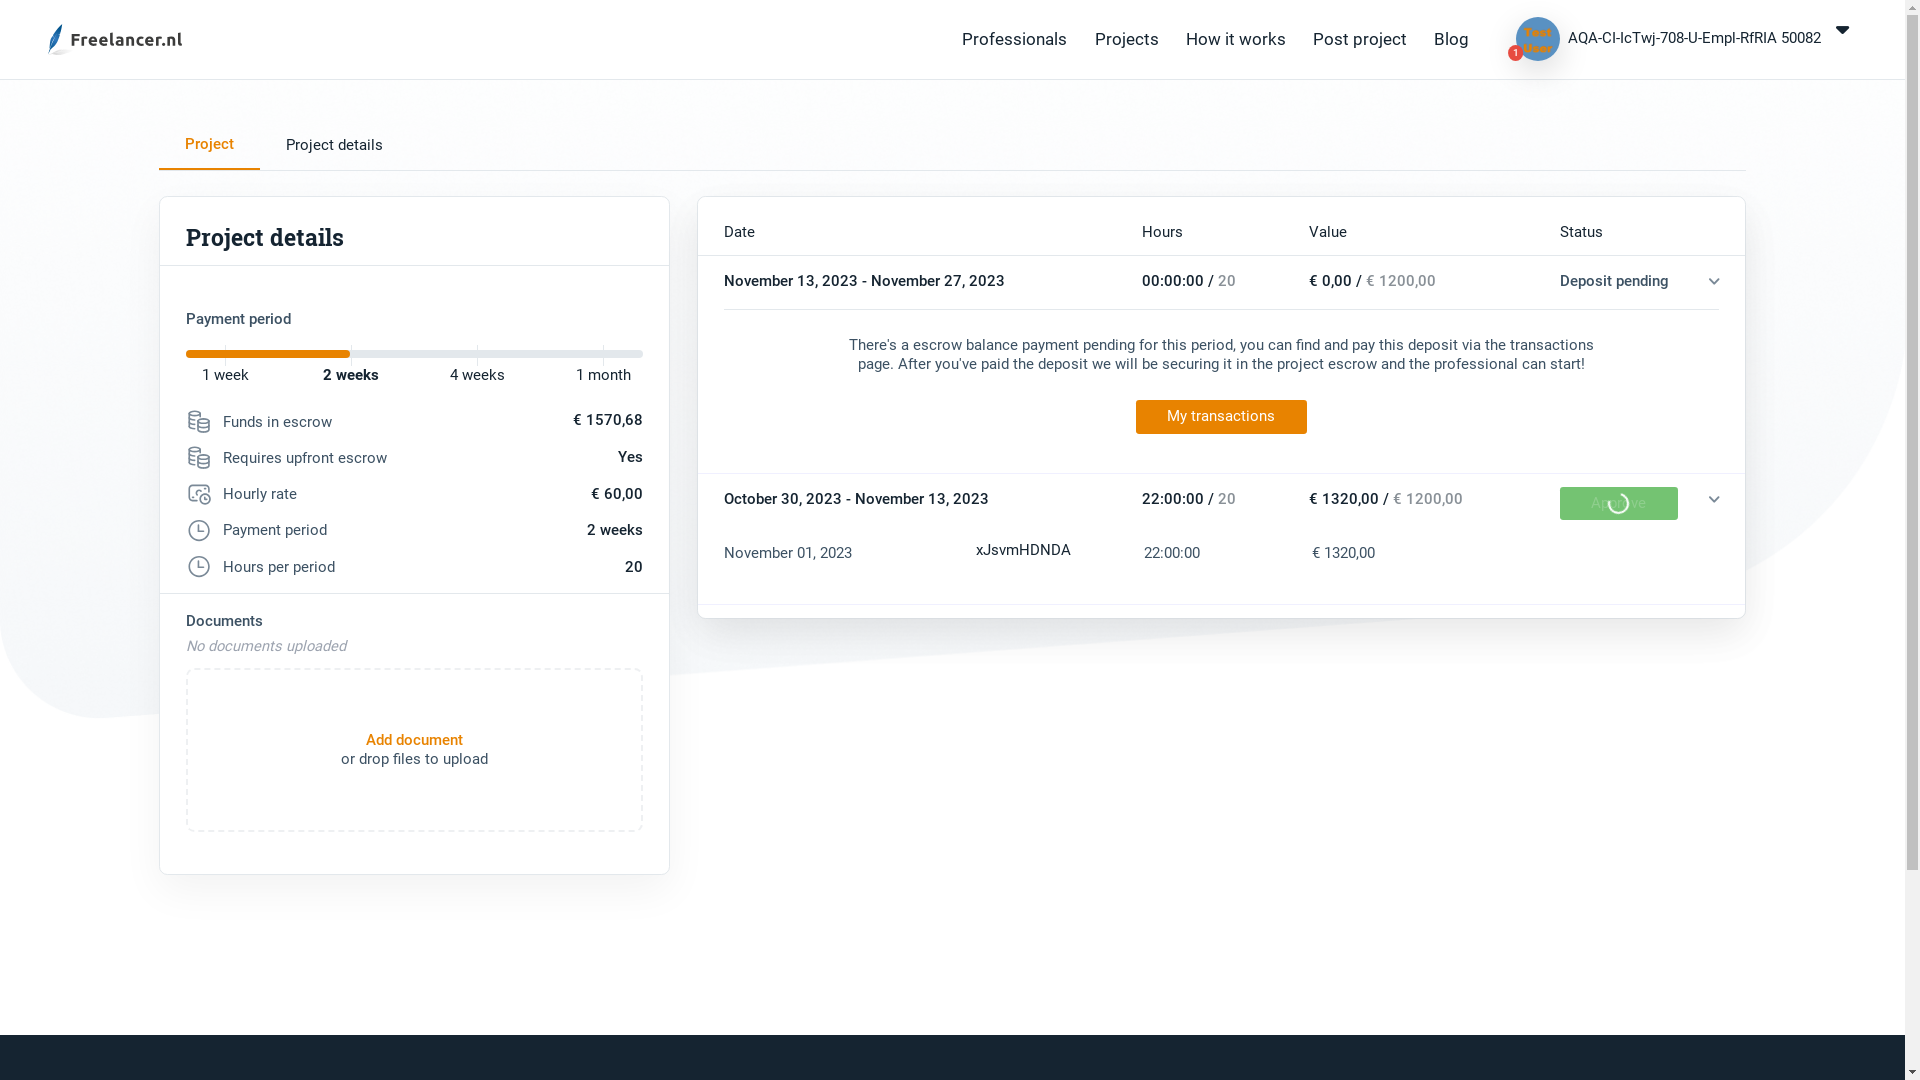 Freelancer.nl
Professionals
Projects
How it works
Post project
Blog
Test
User
1
AQA-CI-IcTwj-708-U-Empl-RfRIA 50082
Project
Project details
Project details
Payment period
1 week
2 weeks
4 weeks
1 month
Funds in escrow
€ 1570,68
Requires upfront escrow
Yes
Hourly rate
€ 60,00
Payment period
2 weeks
Hours per period
20
Documents
No documents uploaded
Add document
or drop files to upload
Date
Hours
Value
Status
November 13, 2023 - November 27, 2023
00:00:00 / 20
€ 0,00 / € 1200,00
Deposit pending
There's a escrow balance payment pending for this period, you can find and pay this deposit via the transactions
page. After you've paid the deposit we will be securing it in the project escrow and the professional can start!
My transactions
October 30, 2023 - November 13, 2023
22:00:00 / 20
€ 1320,00 / € 1200,00
Approve
November 01, 2023
xJsvmHDNDA
22:00:00
€ 1320,00